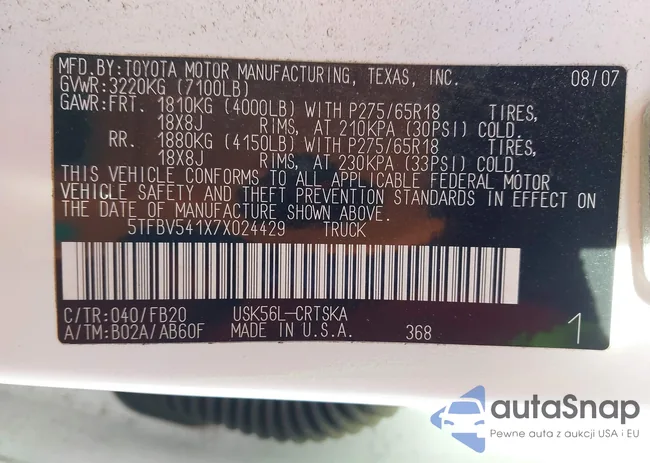 MFD.BY:TOYOTA MOTOR MANUFACTURING, TEXAS, INC. 08/07
GVWR:3220KG (7100LB)
GAWR:FRT. 1810KG (4000LB) WITH P275/65R18 TIRES,
18X8J RIMS, AT 210KPA (30PSI) COLD.
RR. 1880KG (4150LB) WITH P275/65R18 TIRES,
18X8J RIMS, AT 230KPA (33PSI) COLD.
THIS VEHICLE CONFORMS TO ALL APPLICABLE FEDERAL MOTOR
VEHICLE SAFETY AND THEFT PREVENTION STANDARDS IN EFFECT ON
THE DATE OF MANUFACTURE SHOWN ABOVE.
5TFBV541X7X024429 TRUCK
C/TR:040/FB20 USK56L-CRTSKA
A/TM:B02A/AB60F MADE IN U.S.A. 368 1
autoSnap
Pewne auta z aukcji USA i EU